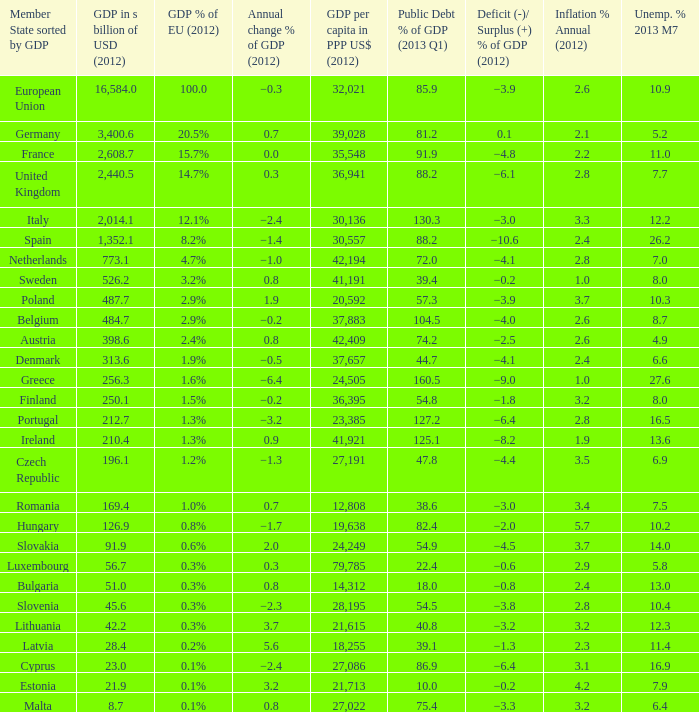 Member State sorted by GDP | GDP in s billion of USD (2012) | GDP % of EU (2012) | Annual change % of GDP (2012) | GDP per capita in PPP US$ (2012) | Public Debt % of GDP (2013 Q1) | Deficit (-)/ Surplus (+) % of GDP (2012) | Inflation % Annual (2012) | Unemp. % 2013 M7
European Union 16,584.0 100.0 −0.3 32,021 85.9 −3.9 2.6 10.9
Germany 3,400.6 20.5% 0.7 39,028 81.2 0.1 2.1 5.2
France 2,608.7 15.7% 0.0 35,548 91.9 −4.8 2.2 11.0
United Kingdom 2,440.5 14.7% 0.3 36,941 88.2 −6.1 2.8 7.7
Italy 2,014.1 12.1% −2.4 30,136 130.3 −3.0 3.3 12.2
Spain 1,352.1 8.2% −1.4 30,557 88.2 −10.6 2.4 26.2
Netherlands 773.1 4.7% −1.0 42,194 72.0 −4.1 2.8 7.0
Sweden 526.2 3.2% 0.8 41,191 39.4 −0.2 1.0 8.0
Poland 487.7 2.9% 1.9 20,592 57.3 −3.9 3.7 10.3
Belgium 484.7 2.9% −0.2 37,883 104.5 −4.0 2.6 8.7
Austria 398.6 2.4% 0.8 42,409 74.2 −2.5 2.6 4.9
Denmark 313.6 1.9% −0.5 37,657 44.7 −4.1 2.4 6.6
Greece 256.3 1.6% −6.4 24,505 160.5 −9.0 1.0 27.6
Finland 250.1 1.5% −0.2 36,395 54.8 −1.8 3.2 8.0
Portugal 212.7 1.3% −3.2 23,385 127.2 −6.4 2.8 16.5
Ireland 210.4 1.3% 0.9 41,921 125.1 −8.2 1.9 13.6
Czech Republic 196.1 1.2% −1.3 27,191 47.8 −4.4 3.5 6.9
Romania 169.4 1.0% 0.7 12,808 38.6 −3.0 3.4 7.5
Hungary 126.9 0.8% −1.7 19,638 82.4 −2.0 5.7 10.2
Slovakia 91.9 0.6% 2.0 24,249 54.9 −4.5 3.7 14.0
Luxembourg 56.7 0.3% 0.3 79,785 22.4 −0.6 2.9 5.8
Bulgaria 51.0 0.3% 0.8 14,312 18.0 −0.8 2.4 13.0
Slovenia 45.6 0.3% −2.3 28,195 54.5 −3.8 2.8 10.4
Lithuania 42.2 0.3% 3.7 21,615 40.8 −3.2 3.2 12.3
Latvia 28.4 0.2% 5.6 18,255 39.1 −1.3 2.3 11.4
Cyprus 23.0 0.1% −2.4 27,086 86.9 −6.4 3.1 16.9
Estonia 21.9 0.1% 3.2 21,713 10.0 −0.2 4.2 7.9
Malta 8.7 0.1% 0.8 27,022 75.4 −3.3 3.2 6.4